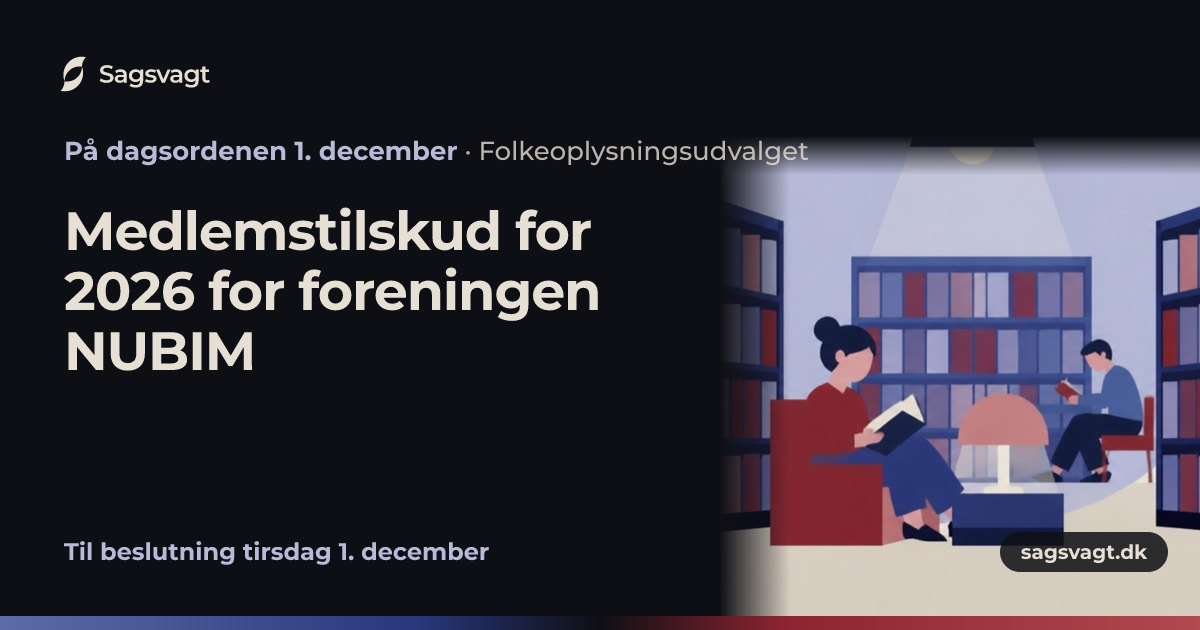 Sagsvagt
På dagsordenen 1. december · Folkeoplysningsudvalget
Medlemstilskud for
2026 for foreningen
NUBIM
Til beslutning tirsdag 1. december
sagsvagt.dk